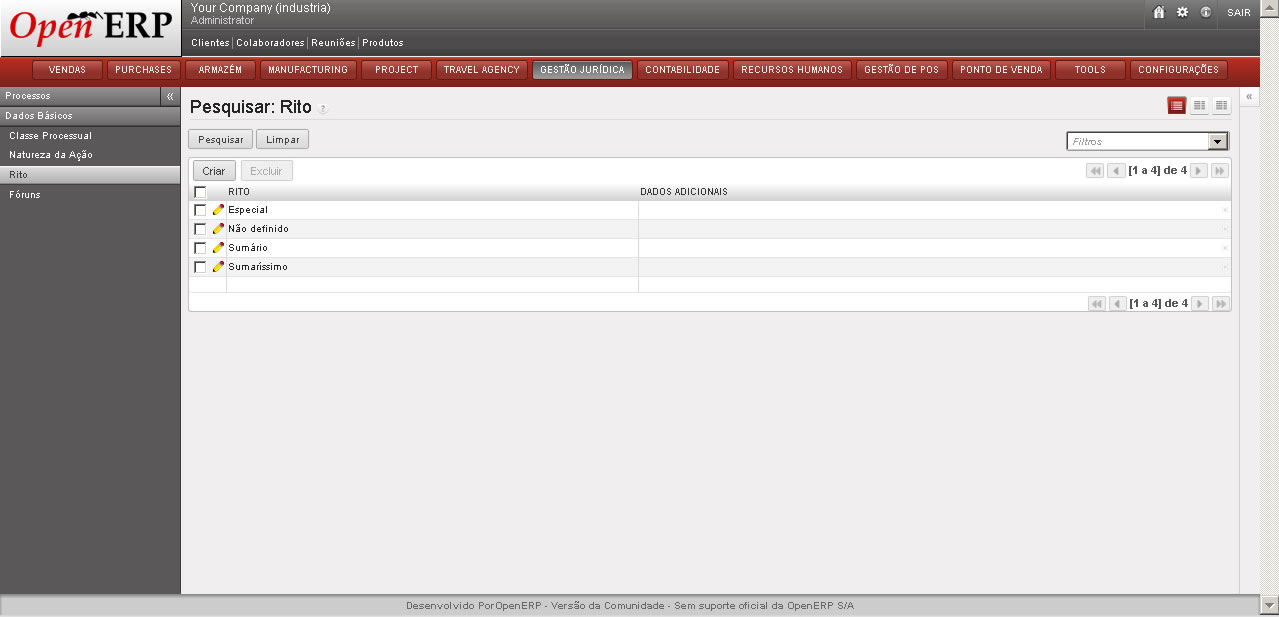 Open ERP
Your Company (industria)
Administrator
SAIR
Clientes Colaboradores Reuniões Produtos
VENDAS PURCHASES ARMAZÉM MANUFACTURING PROJECT TRAVEL AGENCY GESTÃO JURÍDICA CONTABILIDADE RECURSOS HUMANOS GESTÃO DE POS PONTO DE VENDA TOOLS CONFIGURAÇÕES
Processos «
Dados Básicos
Classe Processual
Natureza da Ação
Rito
Fóruns
«
Pesquisar: Rito ?
Pesquisar Limpar
Filtros
Criar Excluir
[1 a 4] de 4
RITO DADOS ADICIONAIS
Especial
Não definido
Sumário
Sumaríssimo
[1 a 4] de 4
Desenvolvido PorOpenERP - Versão da Comunidade - Sem suporte oficial da OpenERP S/A